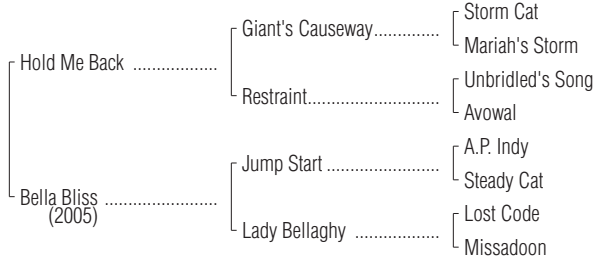 Storm Cat
Giant's Causeway..............
Mariah's Storm
Hold Me Back ..................
Unbridled's Song
Restraint............................
Avowal
A.P. Indy
Jump Start ........................
Steady Cat
Bella Bliss ........................
(2005)
Lost Code
Lady Bellaghy ..................
Missadoon